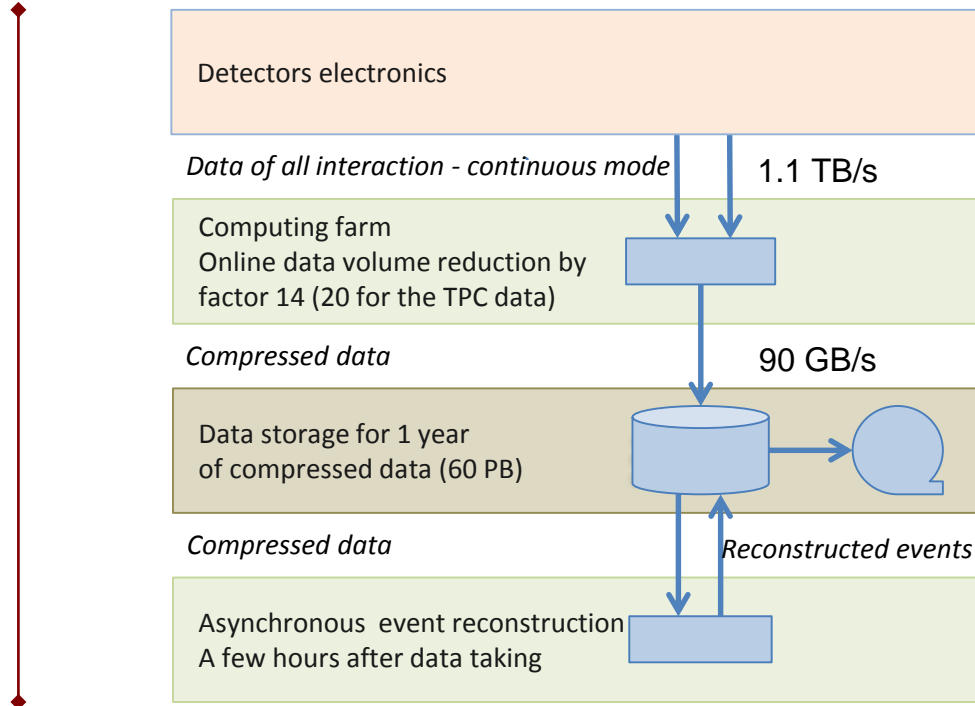 Detectors electronics
Data of all interaction - continuous mode
1.1 TB/s
Computing farm
Online data volume reduction by
factor 14 (20 for the TPC data)
Compressed data
90 GB/s
Data storage for 1 year
of compressed data (60 PB)
Compressed data
Reconstructed events
Asynchronous event reconstruction
A few hours after data taking